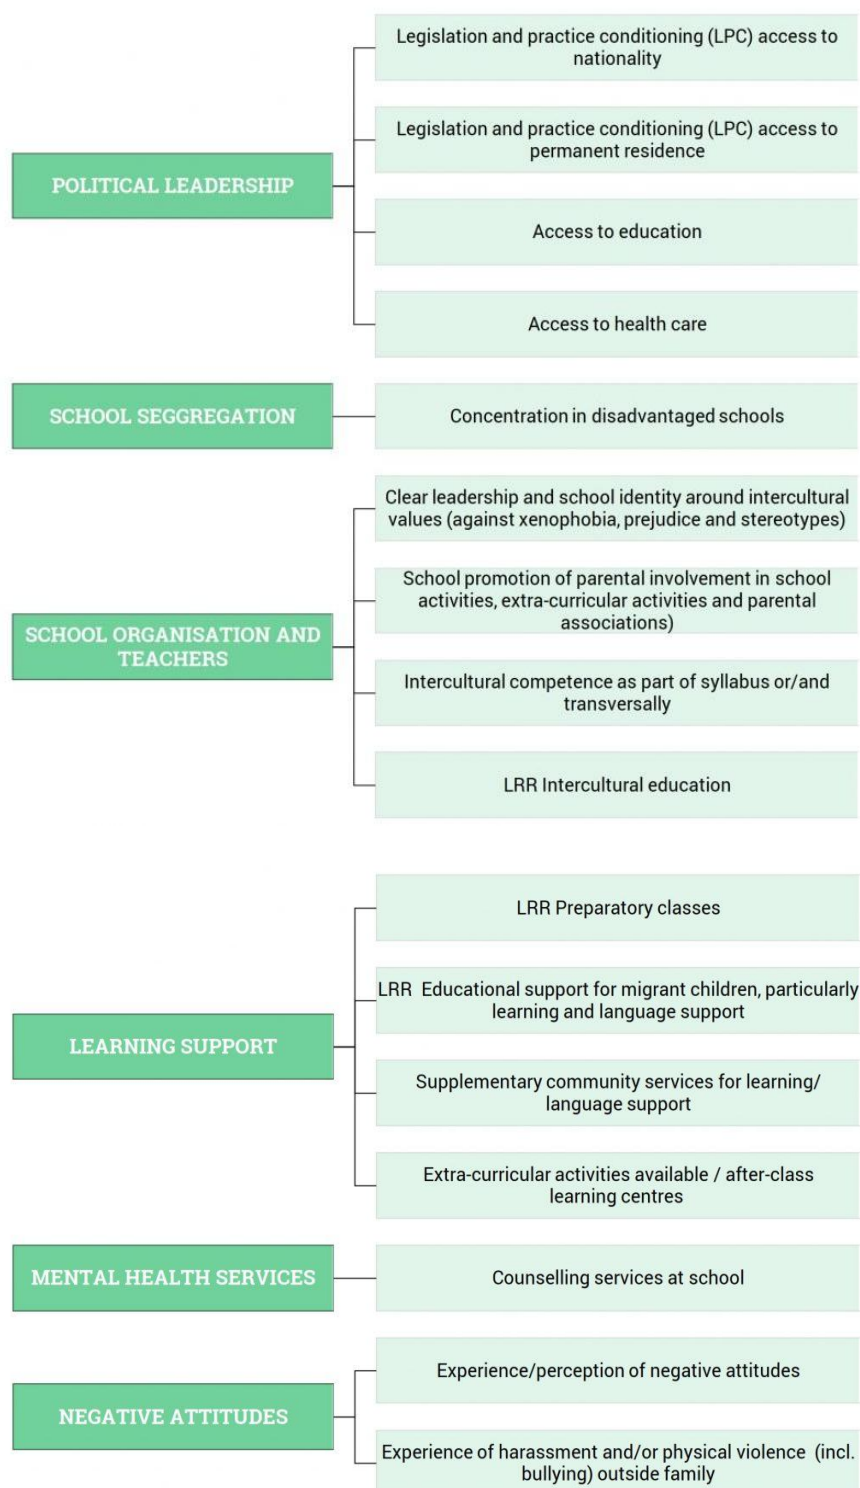 Legislation and practice conditioning (LPC) access to
nationality
Legislation and practice conditioning (LPC) access to
permanent residence
POLITICAL LEADERSHIP
Access to education
Access to health care
SCHOOL SEGGREGATION
Concentration in disadvantaged schools
Clear leadership and school identity around intercultural
values (against xenophobia, prejudice and stereotypes)
School promotion of parental involvement in school
activities, extra-curricular activities and parental
associations)
SCHOOL ORGANISATION AND
TEACHERS
Intercultural competence as part of syllabus or/and
transversally
LRR Intercultural education
LRR Preparatory classes
LRR Educational support for migrant children, particularly
learning and language support
LEARNING SUPPORT
Supplementary community services for learning/
language support
Extra-curricular activities available / after-class
learning centres
MENTAL HEALTH SERVICES
Counselling services at school
Experience/perception of negative attitudes
NEGATIVE ATTITUDES
Experience of harassment and/or physical violence (incl.
bullying) outside family